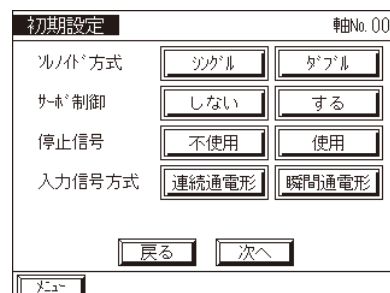 初期設定 軸No.00
ｿﾚﾉｲﾄﾞ方式 ｼﾝｸﾞﾙ ﾀﾞﾌﾞﾙ
ｻｰﾎﾞ制御 しない する
停止信号 不使用 使用
入力信号方式 連続通電形 瞬間通電形
戻る 次へ
ﾒﾆｭｰ